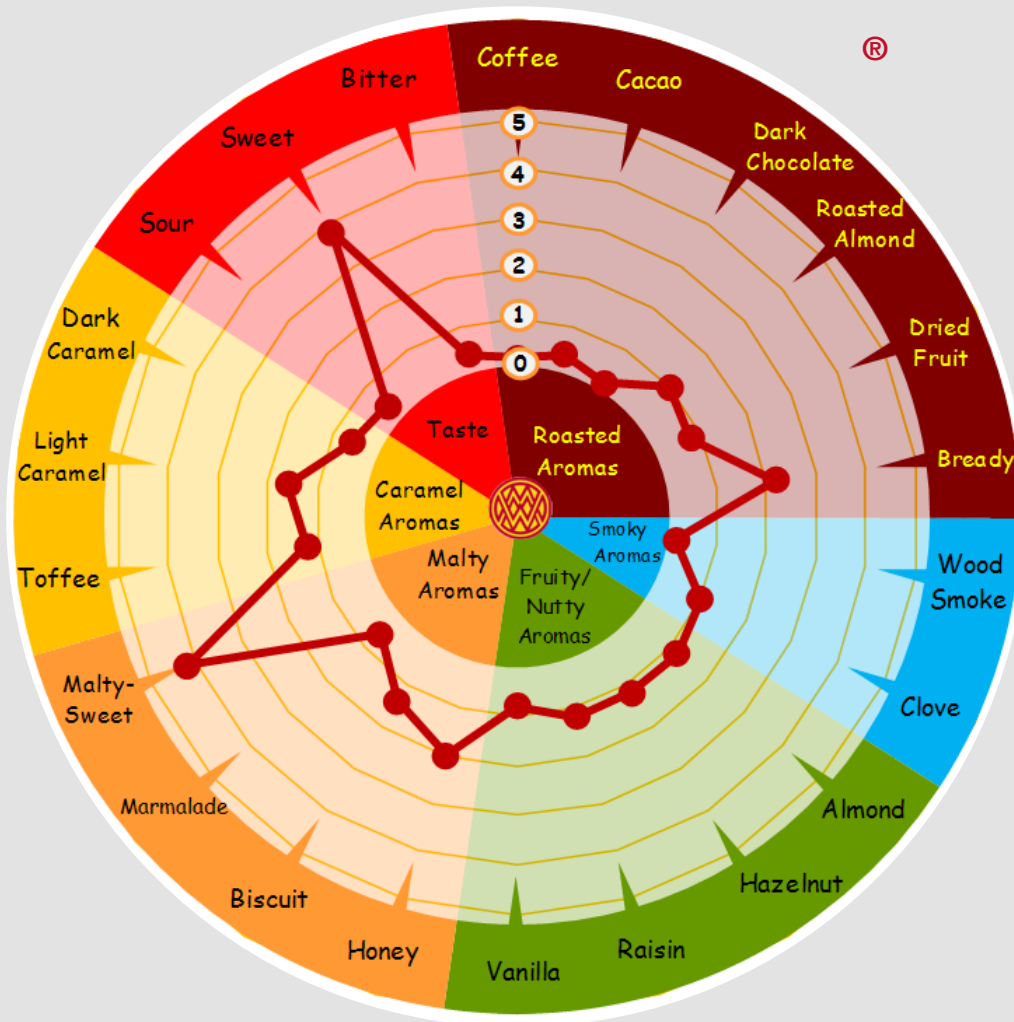 ®
Coffee
Cacao
Dark
Chocolate
Roasted
Almond
Dried
Fruit
Bready
Wood
Smoke
Clove
Almond
Hazelnut
Raisin
Vanilla
Honey
Biscuit
Marmalade
Malty-
Sweet
Toffee
Light
Caramel
Dark
Caramel
Sour
Sweet
Bitter
5
4
3
2
1
0
Taste
Roasted
Aromas
Smoky
Aromas
Fruity/
Nutty
Aromas
Malty
Aromas
Caramel
Aromas